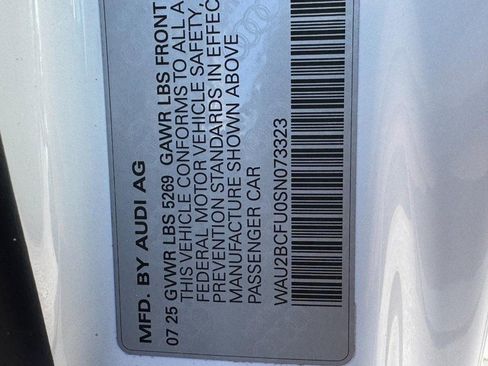 MFD. BY AUDI AG
07 25 GVWR LBS 5269 GAWR LBS FRONT
THIS VEHICLE CONFORMS TO ALL A
FEDERAL MOTOR VEHICLE SAFETY,
PREVENTION STANDARDS IN EFFEC
MANUFACTURE SHOWN ABOVE
PASSENGER CAR
WAU2BCFU0SN073323